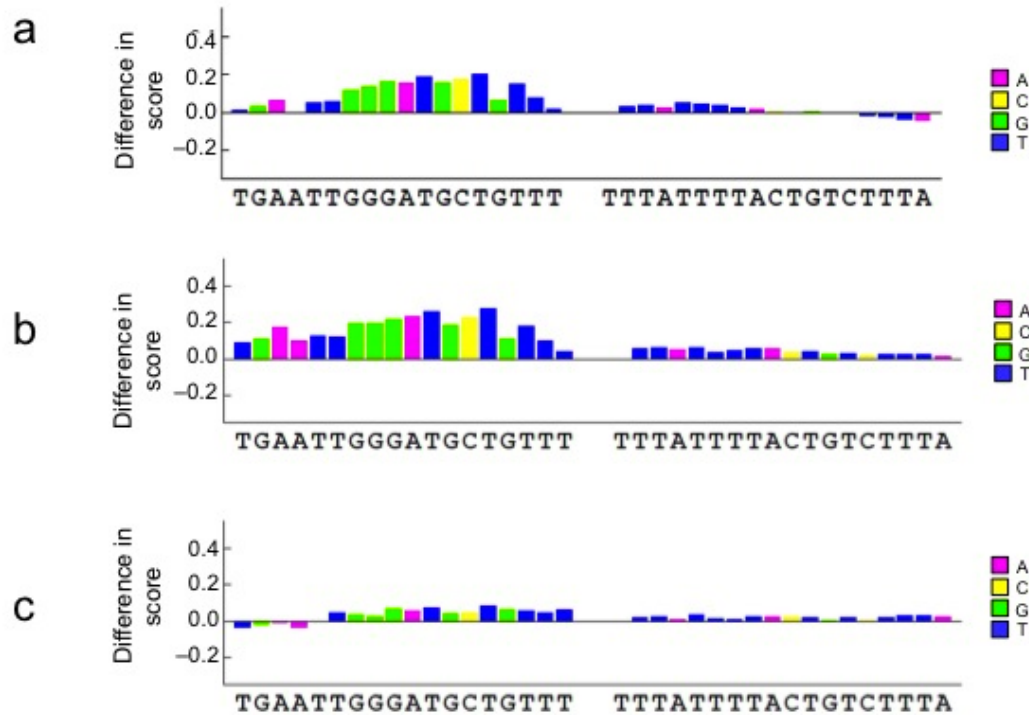 a
Difference in score
0.4
0.2
0.0
−0.2
TGAATTGGGATGCTGTTT TTTATTTTACTGTCTTTA
A
C
G
T
b
Difference in score
0.4
0.2
0.0
−0.2
TGAATTGGGATGCTGTTT TTTATTTTACTGTCTTTA
A
C
G
T
c
Difference in score
0.4
0.2
0.0
−0.2
TGAATTGGGATGCTGTTT TTTATTTTACTGTCTTTA
A
C
G
T